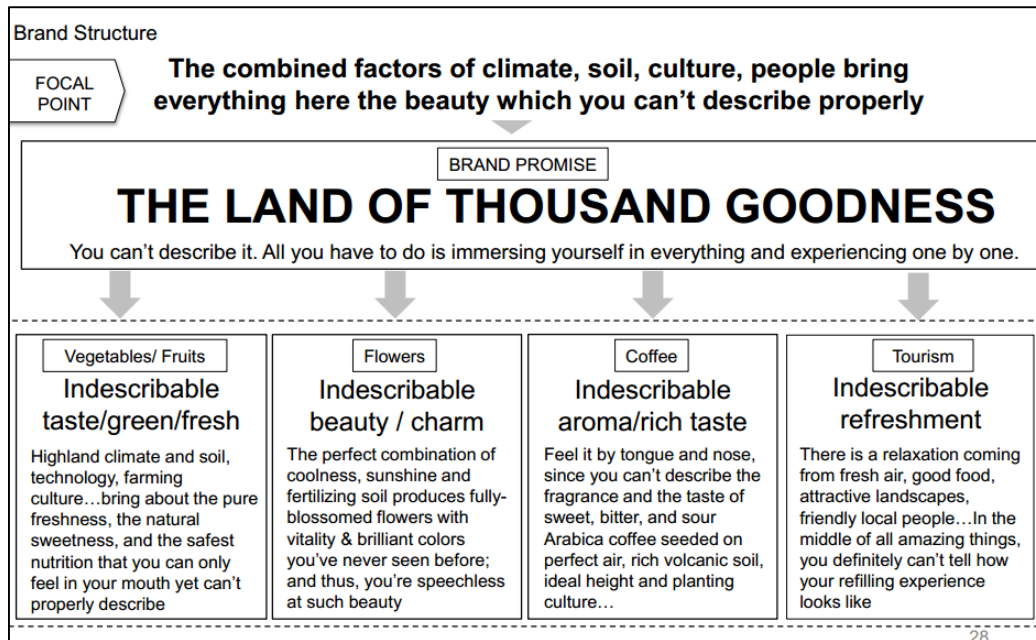 Brand Structure
FOCAL
POINT
The combined factors of climate, soil, culture, people bring
everything here the beauty which you can’t describe properly
BRAND PROMISE
THE LAND OF THOUSAND GOODNESS
You can’t describe it. All you have to do is immersing yourself in everything and experiencing one by one.
Vegetables/ Fruits
Indescribable
taste/green/fresh
Highland climate and soil,
technology, farming
culture…bring about the pure
freshness, the natural
sweetness, and the safest
nutrition that you can only
feel in your mouth yet can’t
properly describe
Flowers
Indescribable
beauty / charm
The perfect combination of
coolness, sunshine and
fertilizing soil produces fully-
blossomed flowers with
vitality & brilliant colors
you’ve never seen before;
and thus, you’re speechless
at such beauty
Coffee
Indescribable
aroma/rich taste
Feel it by tongue and nose,
since you can’t describe the
fragrance and the taste of
sweet, bitter, and sour
Arabica coffee seeded on
perfect air, rich volcanic soil,
ideal height and planting
culture…
Tourism
Indescribable
refreshment
There is a relaxation coming
from fresh air, good food,
attractive landscapes,
friendly local people…In the
middle of all amazing things,
you definitely can’t tell how
your refilling experience
looks like
28